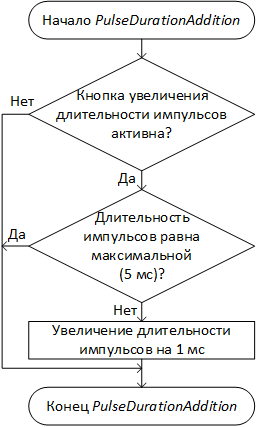 Начало PulseDurationAddition
Кнопка увеличения
длительности импульсов
активна?
Нет
Да
Длительность
импульсов равна
максимальной
(5 мс)?
Да
Нет
Увеличение длительности
импульсов на 1 мс
Конец PulseDurationAddition